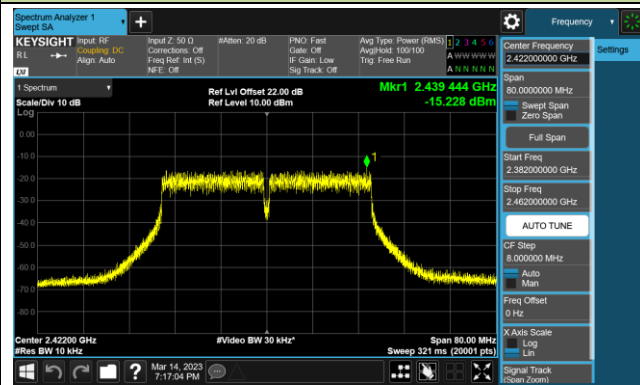 Spectrum Analyzer 1
Swept SA
+
Frequency
KEYSIGHT
RL
LXI
Input: RF
Coupling: DC
Align: Auto
Input Z: 50 Ω
Corrections: Off
Freq Ref: Int (S)
NFE: Off
#Atten: 20 dB
PNO: Fast
Gate: Off
IF Gain: Low
Sig Track: Off
Avg Type: Power (RMS)
Avg|Hold: 100/100
Trig: Free Run
1 2 3 4 5 6
A W W W W W
A N N N N N
1 Spectrum
Scale/Div 10 dB
Log
Ref Lvl Offset 22.00 dB
Ref Level 10.00 dBm
Mkr1 2.439 444 GHz
-15.228 dBm
1
0.00
-10.0
-20.0
-30.0
-40.0
-50.0
-60.0
-70.0
-80.0
Center 2.42200 GHz
#Res BW 10 kHz
#Video BW 30 kHz*
Span 80.00 MHz
Sweep 321 ms (20001 pts)
Center Frequency
2.422000000 GHz
Settings
Span
80.0000000 MHz
Swept Span
Zero Span
Full Span
Start Freq
2.382000000 GHz
Stop Freq
2.462000000 GHz
AUTO TUNE
CF Step
8.000000 MHz
Auto
Man
Freq Offset
0 Hz
X Axis Scale
Log
Lin
Signal Track
(Span Zoom)
?
Mar 14, 2023
7:17:04 PM